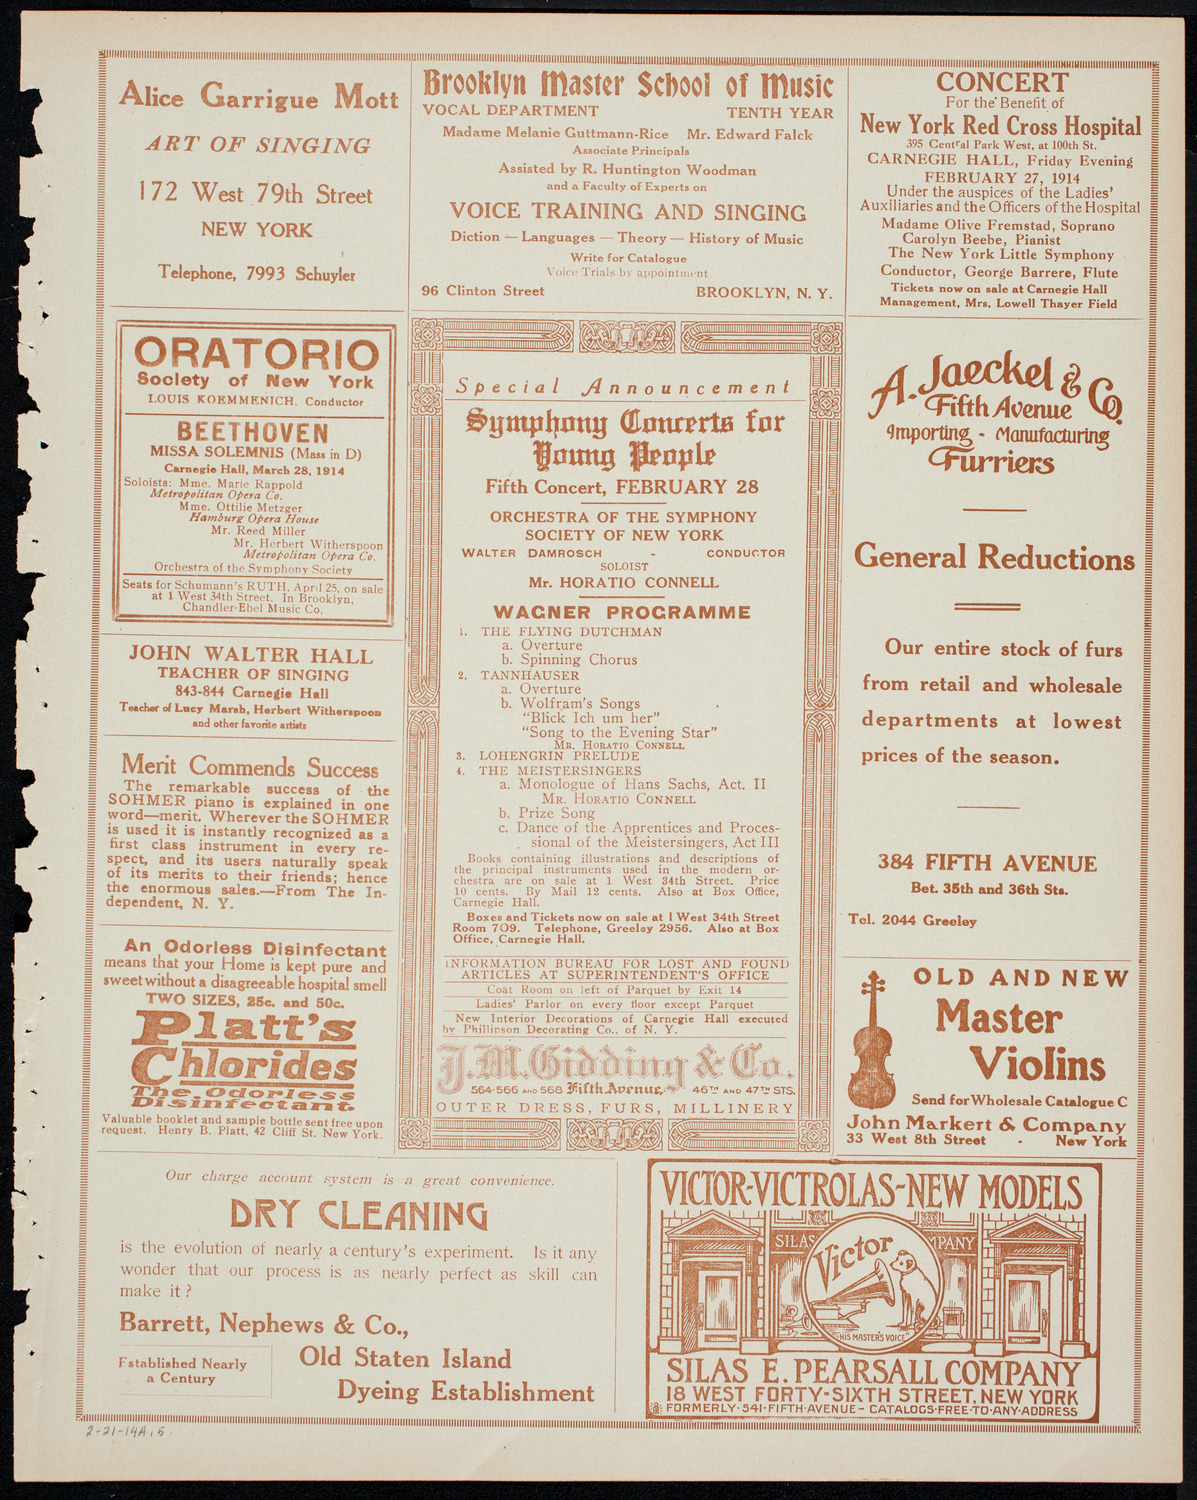 Alice Garrigue Mott
ART OF SINGING
172 West 79th Street
NEW YORK
Telephone, 7993 Schuyler
Brooklyn Master School of Music
VOCAL DEPARTMENT TENTH YEAR
Madame Melanie Guttmann-Rice Mr. Edward Falck
Associate Principals
Assisted by R. Huntington Woodman
and a Faculty of Experts on
VOICE TRAINING AND SINGING
Diction — Languages — Theory — History of Music
Write for Catalogue
Voice Trials by appointment
96 Clinton Street BROOKLYN, N. Y.
CONCERT
For the Benefit of
New York Red Cross Hospital
395 Central Park West, at 100th St.
CARNEGIE HALL, Friday Evening
FEBRUARY 27, 1914
Under the auspices of the Ladies'
Auxiliaries and the Officers of the Hospital
Madame Olive Fremstad, Soprano
Carolyn Beebe, Pianist
The New York Little Symphony
Conductor, George Barrere, Flute
Tickets now on sale at Carnegie Hall
Management, Mrs. Lowell Thayer Field
ORATORIO
Society of New York
LOUIS KOEMMENICH, Conductor
BEETHOVEN
MISSA SOLEMNIS (Mass in D)
Carnegie Hall, March 28, 1914
Soloists: Mme. Marie Rappold
Metropolitan Opera Co.
Mme. Ottilie Metzger
Hamburg Opera House
Mr. Reed Miller
Mr. Herbert Witherspoon
Metropolitan Opera Co.
Orchestra of the Symphony Society
Seats for Schumann's RUTH, April 25, on sale
at 1 West 34th Street. In Brooklyn,
Chandler-Ebel Music Co.
JOHN WALTER HALL
TEACHER OF SINGING
843-844 Carnegie Hall
Teacher of Lucy Marsh, Herbert Witherspoon
and other favorite artists
Merit Commends Success
The remarkable success of the
SOHMER piano is explained in one
word—merit. Wherever the SOHMER
is used it is instantly recognized as a
first class instrument in every re-
spect, and its users naturally speak
of its merits to their friends; hence
the enormous sales.—From The In-
dependent, N. Y.
An Odorless Disinfectant
means that your Home is kept pure and
sweet without a disagreeable hospital smell
TWO SIZES, 25c. and 50c.
Platt's
Chlorides
The Odorless
Disinfectant.
Valuable booklet and sample bottle sent free upon
request. Henry B. Platt, 42 Cliff St. New York.
Special Announcement
Symphony Concerts for
Young People
Fifth Concert, FEBRUARY 28
ORCHESTRA OF THE SYMPHONY
SOCIETY OF NEW YORK
WALTER DAMROSCH - CONDUCTOR
SOLOIST
Mr. HORATIO CONNELL
WAGNER PROGRAMME
1. THE FLYING DUTCHMAN
a. Overture
b. Spinning Chorus
2. TANNHAUSER
a. Overture
b. Wolfram's Songs
"Blick Ich um her"
"Song to the Evening Star"
MR. HORATIO CONNELL
3. LOHENGRIN PRELUDE
4. THE MEISTERSINGERS
a. Monologue of Hans Sachs, Act. II
MR. HORATIO CONNELL
b. Prize Song
c. Dance of the Apprentices and Proces-
sional of the Meistersingers, Act III
Books containing illustrations and descriptions of
the principal instruments used in the modern or-
chestra are on sale at 1 West 34th Street. Price
10 cents. By Mail 12 cents. Also at Box Office,
Carnegie Hall.
Boxes and Tickets now on sale at 1 West 34th Street
Room 709. Telephone, Greeley 2956. Also at Box
Office, Carnegie Hall.
INFORMATION BUREAU FOR LOST AND FOUND
ARTICLES AT SUPERINTENDENT'S OFFICE
Coat Room on left of Parquet by Exit 14
Ladies' Parlor on every floor except Parquet
New Interior Decorations of Carnegie Hall executed
by Phillipson Decorating Co., of N. Y.
J. M. Gidding & Co.
564-566 AND 568 Fifth Avenue, 46TH AND 47TH STS.
OUTER DRESS, FURS, MILLINERY
A. Jaeckel & Co.
Fifth Avenue
Importing - Manufacturing
Furriers
General Reductions
Our entire stock of furs
from retail and wholesale
departments at lowest
prices of the season.
384 FIFTH AVENUE
Bet. 35th and 36th Sts.
Tel. 2044 Greeley
OLD AND NEW
Master
Violins
Send for Wholesale Catalogue C
John Markert & Company
33 West 8th Street - New York
Our charge account system is a great convenience.
DRY CLEANING
is the evolution of nearly a century's experiment. Is it any
wonder that our process is as nearly perfect as skill can
make it?
Barrett, Nephews & Co.,
Established Nearly
a Century
Old Staten Island
Dyeing Establishment
VICTOR-VICTROLAS-NEW MODELS
SILAS MPANY
Victor
"HIS MASTER'S VOICE"
SILAS E. PEARSALL COMPANY
18 WEST FORTY-SIXTH STREET, NEW YORK
FORMERLY·541·FIFTH·AVENUE - CATALOGS·FREE·TO·ANY·ADDRESS
2-21-14A, 5